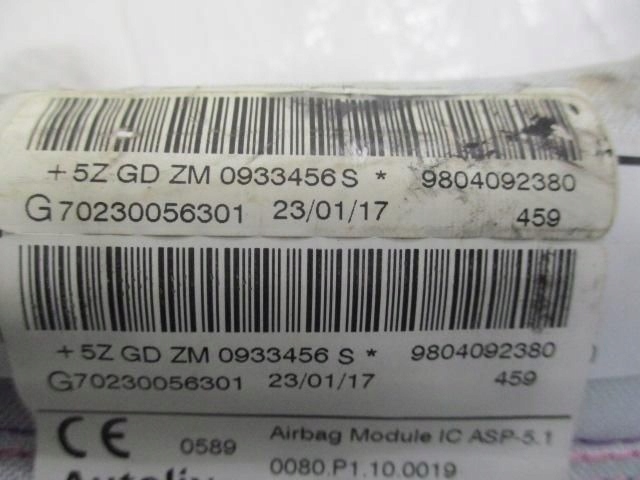 + 5Z GD ZM 0933456 S * 9804092380
G70230056301 23/01/17 459
+ 5Z GD ZM 0933456 S * 9804092380
G70230056301 23/01/17 459
CE 0589 Airbag Module IC ASP-5.1
0080.P1.10.0019
Autoliv